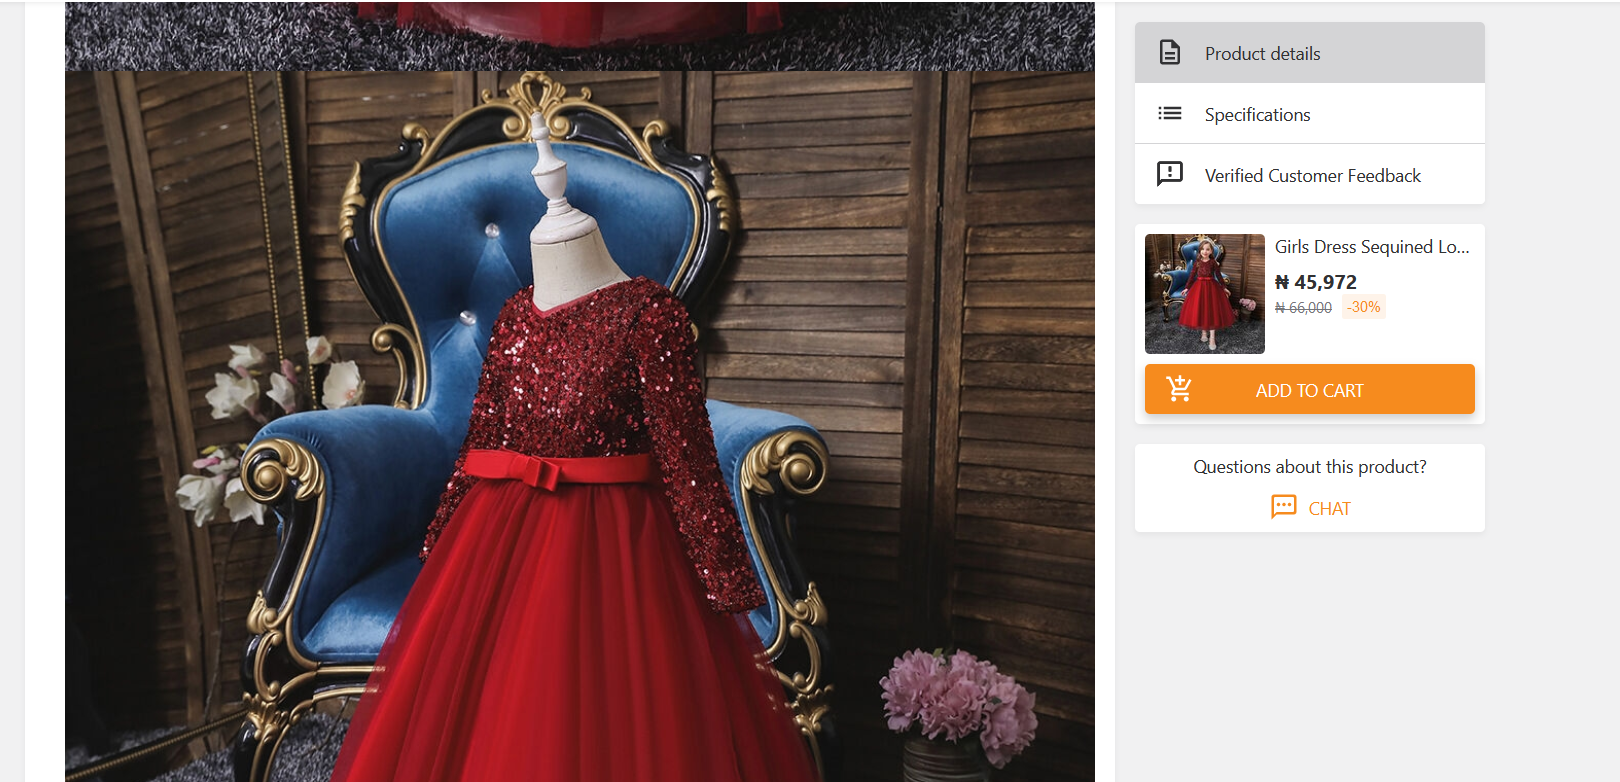 Product details
Specifications
Verified Customer Feedback
Girls Dress Sequined Lo...
₦ 45,972
₦ 66,000 -30%
ADD TO CART
Questions about this product?
CHAT